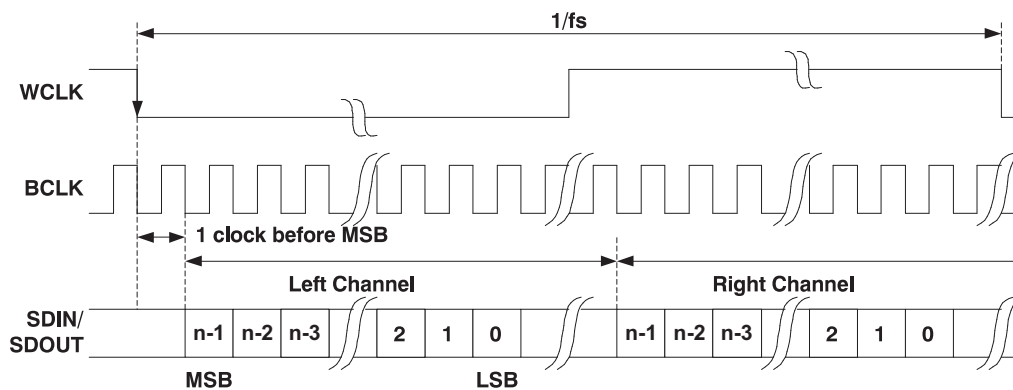 1/fs
WCLK
BCLK
1 clock before MSB
Left Channel
Right Channel
SDIN/
SDOUT
n-1 n-2 n-3 2 1 0 n-1 n-2 n-3 2 1 0
MSB LSB